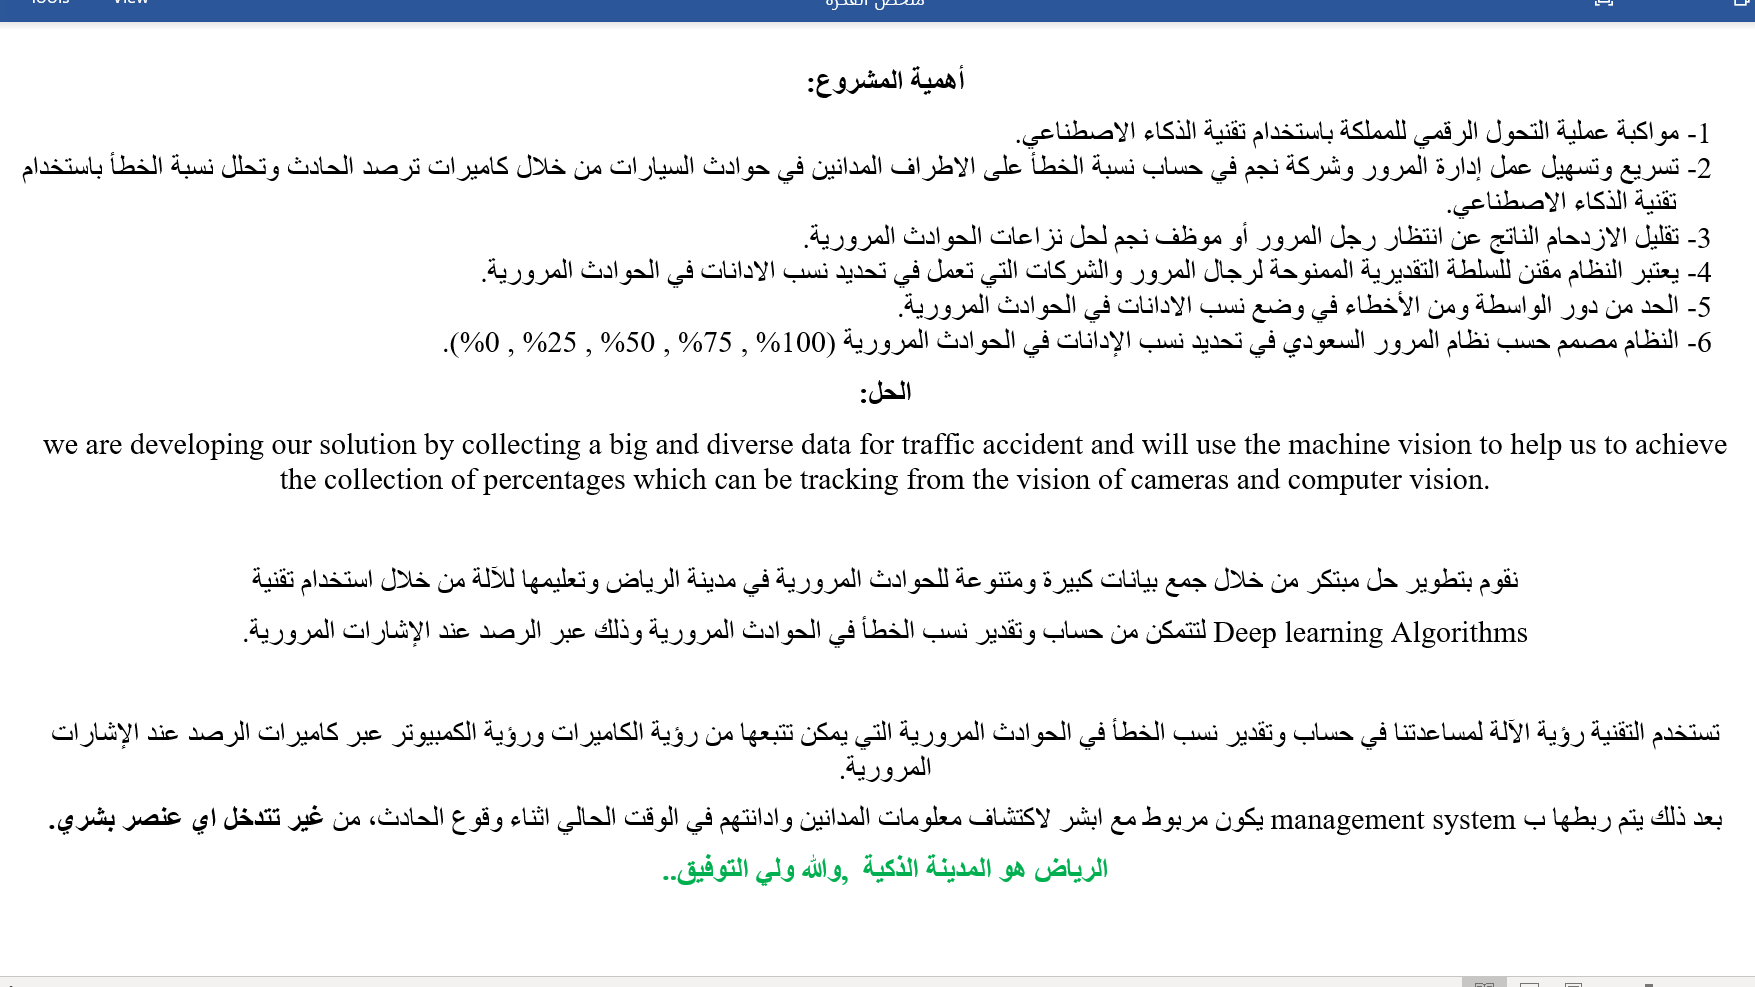 Tools View ملخص الفكرة
أهمية المشروع:
1- مواكبة عملية التحول الرقمي للمملكة باستخدام تقنية الذكاء الاصطناعي.
2- تسريع وتسهيل عمل إدارة المرور وشركة نجم في حساب نسبة الخطأ على الاطراف المدانين في حوادث السيارات من خلال كاميرات ترصد الحادث وتحلل نسبة الخطأ باستخدام
تقنية الذكاء الاصطناعي.
3- تقليل الازدحام الناتج عن انتظار رجل المرور أو موظف نجم لحل نزاعات الحوادث المرورية.
4- يعتبر النظام مقنن للسلطة التقديرية الممنوحة لرجال المرور والشركات التي تعمل في تحديد نسب الادانات في الحوادث المرورية.
5- الحد من دور الواسطة ومن الأخطاء في وضع نسب الادانات في الحوادث المرورية.
6- النظام مصمم حسب نظام المرور السعودي في تحديد نسب الإدانات في الحوادث المرورية (100% , 75% , 50% , 25% , 0%).
الحل:
we are developing our solution by collecting a big and diverse data for traffic accident and will use the machine vision to help us to achieve
the collection of percentages which can be tracking from the vision of cameras and computer vision.
نقوم بتطوير حل مبتكر من خلال جمع بيانات كبيرة ومتنوعة للحوادث المرورية في مدينة الرياض وتعليمها للآلة من خلال استخدام تقنية
Deep learning Algorithms لتتمكن من حساب وتقدير نسب الخطأ في الحوادث المرورية وذلك عبر الرصد عند الإشارات المرورية.
تستخدم التقنية رؤية الآلة لمساعدتنا في حساب وتقدير نسب الخطأ في الحوادث المرورية التي يمكن تتبعها من رؤية الكاميرات ورؤية الكمبيوتر عبر كاميرات الرصد عند الإشارات
المرورية.
بعد ذلك يتم ربطها ب management system يكون مربوط مع ابشر لاكتشاف معلومات المدانين وادانتهم في الوقت الحالي اثناء وقوع الحادث، من غير تتدخل اي عنصر بشري.
الرياض هو المدينة الذكية ,والله ولي التوفيق..